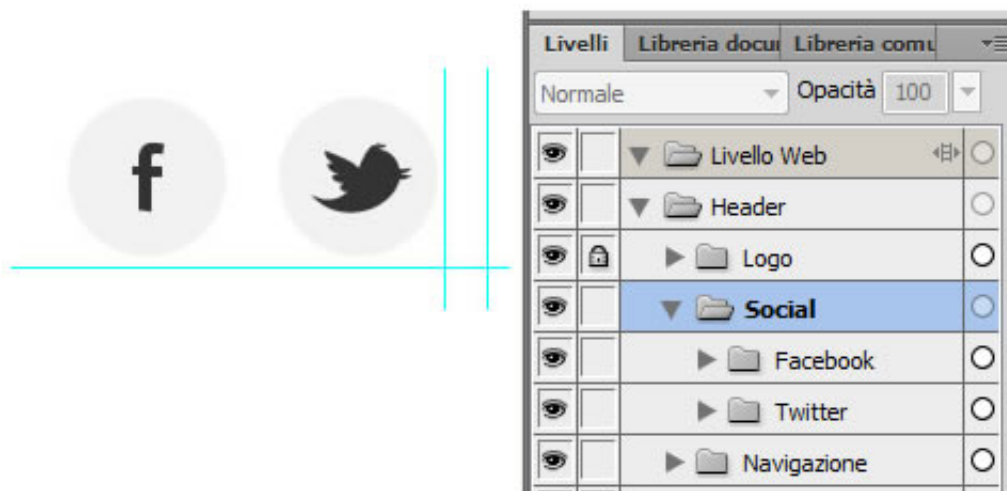 Livelli Libreria docu Libreria comu
Normale Opacità 100
Livello Web
Header
Logo
Social
Facebook
Twitter
Navigazione